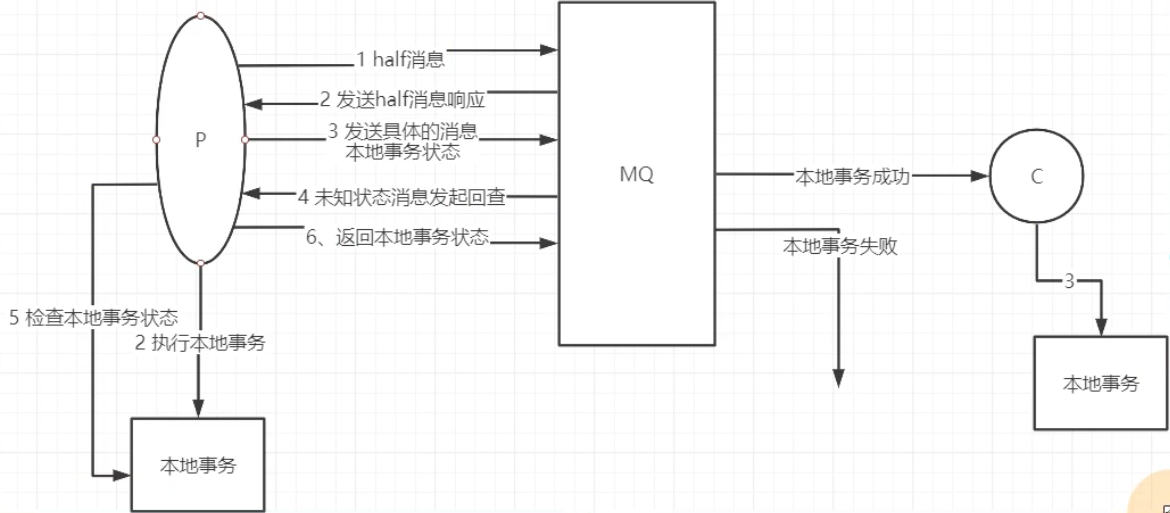 1 half消息
2 发送half消息响应
3 发送具体的消息
本地事务状态
4 未知状态消息发起回查
6、返回本地事务状态
P
MQ
本地事务成功
C
本地事务失败
3
5 检查本地事务状态
2 执行本地事务
本地事务
本地事务